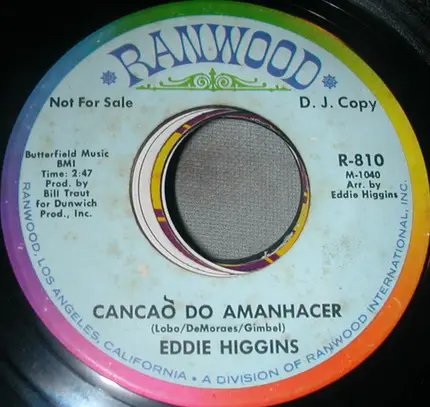 RANWOOD
Not For Sale
D. J. Copy
Butterfield Music
BMI
Time: 2:47
Prod. by
Bill Traut
for Dunwich
Prod., Inc.
R-810
M-1040
Arr. by
Eddie Higgins
CANCAÒ DO AMANHACER
(Lobo/DeMoraes/Gimbel)
EDDIE HIGGINS
RANWOOD, LOS ANGELES, CALIFORNIA • A DIVISION OF RANWOOD INTERNATIONAL, INC.